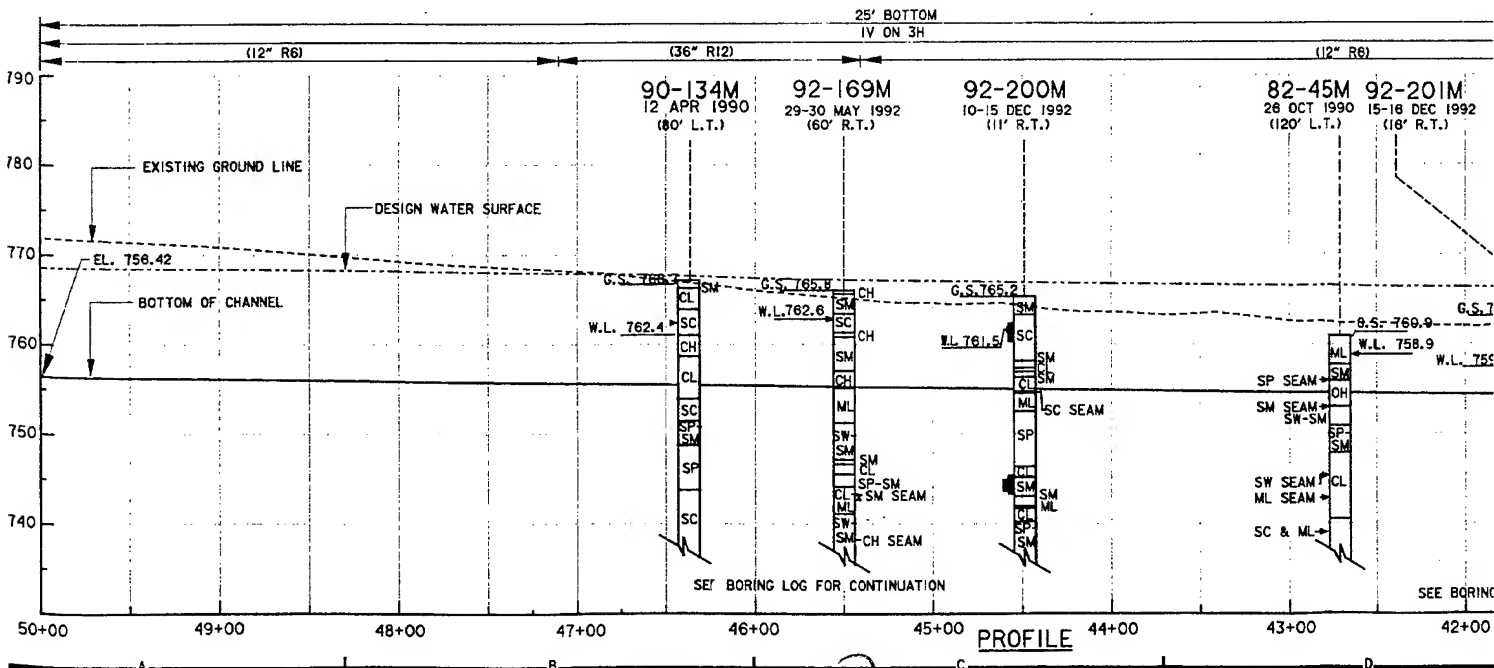 25' BOTTOM
1V ON 3H
(12" R6)
(36" R12)
(12" R6)
790
780
770
760
750
740
90-134M
12 APR 1990
(80' L.T.)
92-169M
29-30 MAY 1992
(60' R.T.)
92-200M
10-15 DEC 1992
(11' R.T.)
82-45M
26 OCT 1990
(120' L.T.)
92-201M
15-16 DEC 1992
(16' R.T.)
EXISTING GROUND LINE
DESIGN WATER SURFACE
EL. 756.42
BOTTOM OF CHANNEL
G.S.
SM
CL
SC
W.L. 762.4
CH
CL
SC
SP-
SM
SP
SC
G.S. 765.8
CH
SM
W.L. 762.6
SC
CH
SM
CH
ML
SW-
SM
SM
CL
SP-SM
CL
SM SEAM
ML
SW-
SM
CH SEAM
G.S. 765.2
SM
SC
W.L 761.5
SM
CL
SM
CL
SC SEAM
ML
SP
CL
SM
SM
ML
CL
SP-
SM
760.9
W.L. 758.9
ML
SM
SP SEAM
OH
SM SEAM
SW-SM
SP-
SM
SW SEAM
CL
ML SEAM
SC & ML
G.S. 7
W.L. 759
SEE BORING LOG FOR CONTINUATION
SEE BORING
50+00
49+00
48+00
47+00
46+00
45+00
44+00
43+00
42+00
PROFILE
A
B
C
D